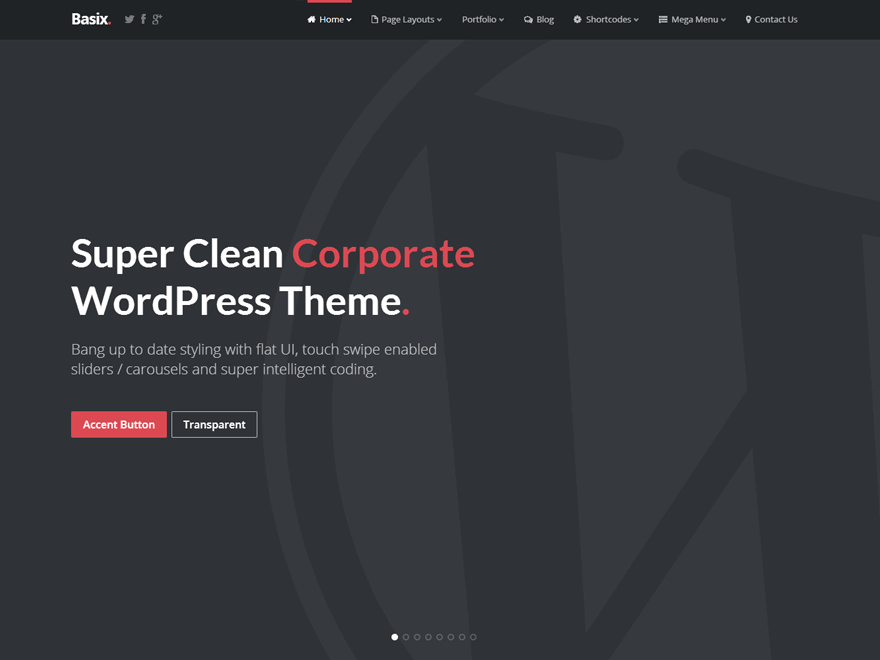 Basix. Home Page Layouts Portfolio Blog Shortcodes Mega Menu Contact Us
Super Clean Corporate
WordPress Theme.
Bang up to date styling with flat UI, touch swipe enabled
sliders / carousels and super intelligent coding.
Accent Button Transparent